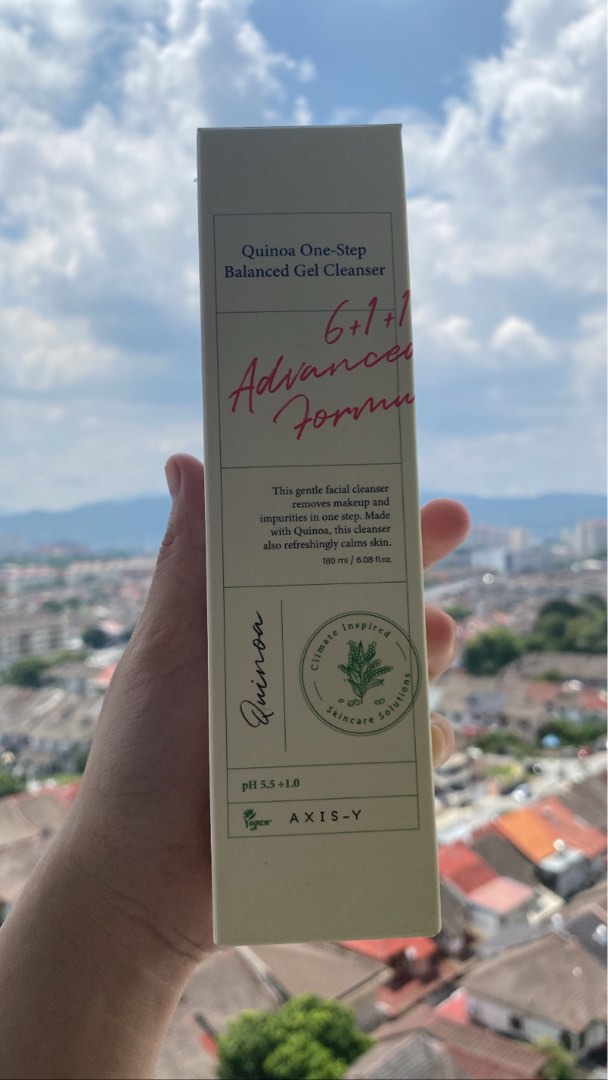 Quinoa One-Step
Balanced Gel Cleanser
6+1+1
Advanced
Formu
This gentle facial cleanser
removes makeup and
impurities in one step. Made
with Quinoa, this cleanser
also refreshingly calms skin.
180 ml / 6.08 fl.oz.
Quinoa
Climate Inspired
Skincare Solutions
pH 5.5 +1.0
Vegan
AXIS-Y